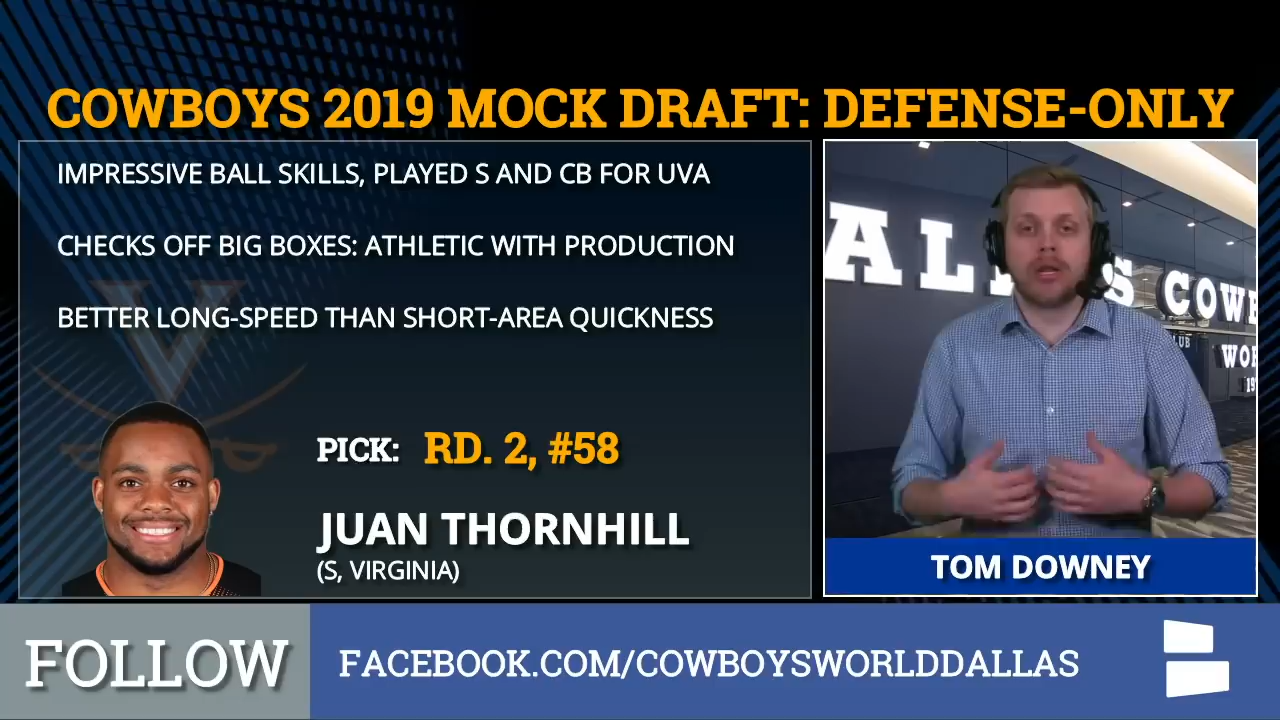 COWBOYS 2019 MOCK DRAFT: DEFENSE-ONLY
IMPRESSIVE BALL SKILLS, PLAYED S AND CB FOR UVA
CHECKS OFF BIG BOXES: ATHLETIC WITH PRODUCTION
BETTER LONG-SPEED THAN SHORT-AREA QUICKNESS
PICK: RD. 2, #58
JUAN THORNHILL
(S, VIRGINIA)
TOM DOWNEY
FOLLOW
FACEBOOK.COM/COWBOYSWORLDDALLAS